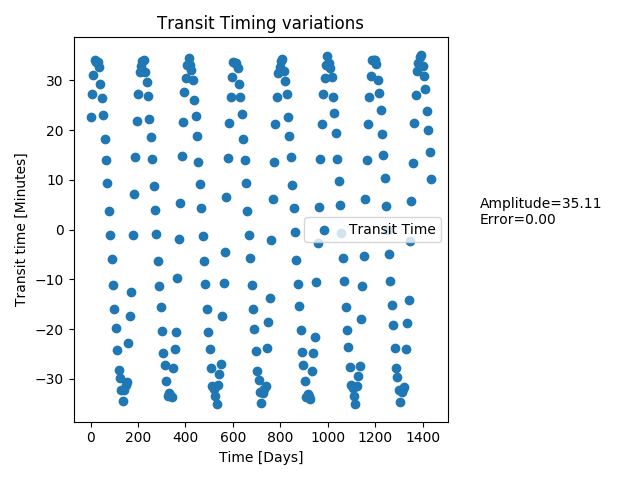 Transit Timing variations
Transit time [Minutes]
30
20
10
0
−10
−20
−30
Transit Time
Amplitude=35.11
Error=0.00
0 200 400 600 800 1000 1200 1400
Time [Days]